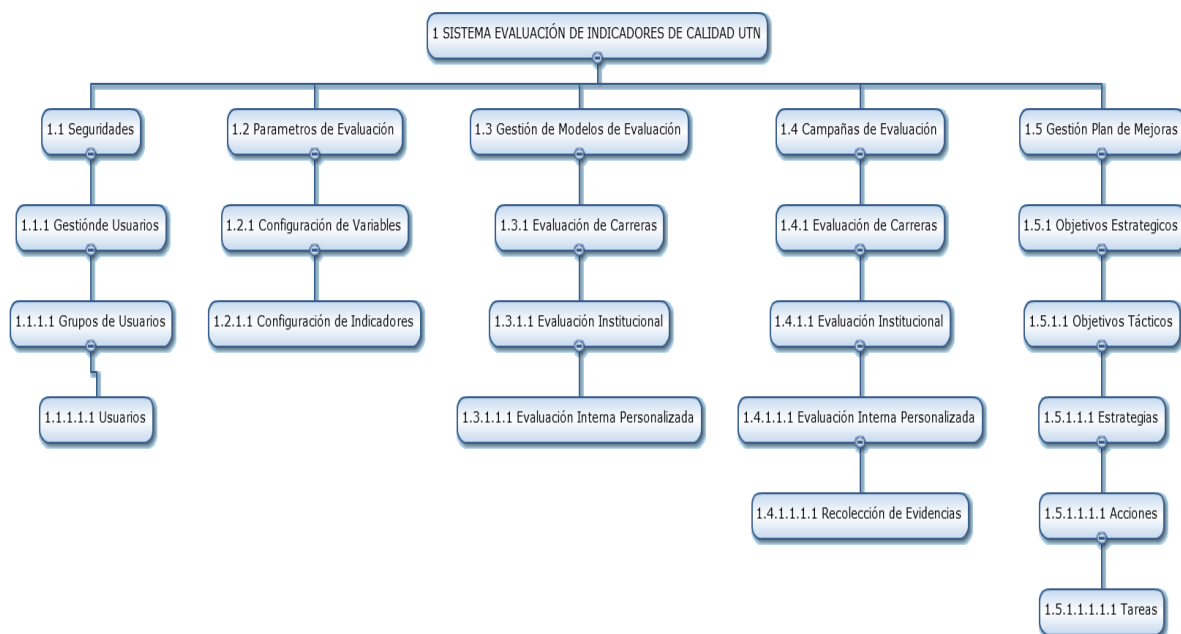 1 SISTEMA EVALUACIÓN DE INDICADORES DE CALIDAD UTN
1.1 Seguridades
1.2 Parametros de Evaluación
1.3 Gestión de Modelos de Evaluación
1.4 Campañas de Evaluación
1.5 Gestión Plan de Mejoras
1.1.1 Gestiónde Usuarios
1.2.1 Configuración de Variables
1.3.1 Evaluación de Carreras
1.4.1 Evaluación de Carreras
1.5.1 Objetivos Estrategicos
1.1.1.1 Grupos de Usuarios
1.2.1.1 Configuración de Indicadores
1.3.1.1 Evaluación Institucional
1.4.1.1 Evaluación Institucional
1.5.1.1 Objetivos Tácticos
1.1.1.1.1 Usuarios
1.3.1.1.1 Evaluación Interna Personalizada
1.4.1.1.1 Evaluación Interna Personalizada
1.5.1.1.1 Estrategias
1.4.1.1.1.1 Recolección de Evidencias
1.5.1.1.1.1 Acciones
1.5.1.1.1.1.1 Tareas